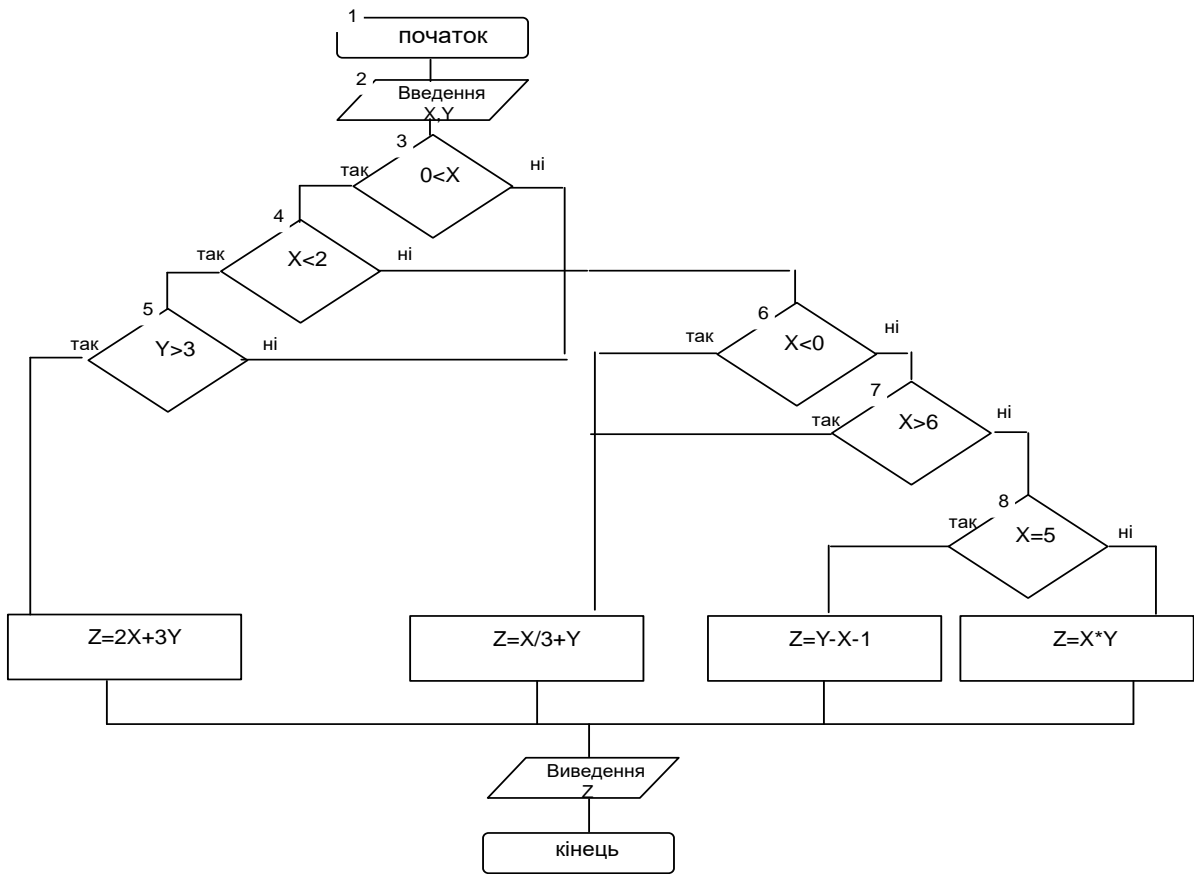 1
початок
2
Введення
X,Y
3
так
0<X
ні
4
так
X<2
ні
5
так
Y>3
ні
6
так
X<0
ні
7
так
X>6
ні
8
так
X=5
ні
Z=2X+3Y
Z=X/3+Y
Z=Y-X-1
Z=X*Y
Виведення
Z
кінець